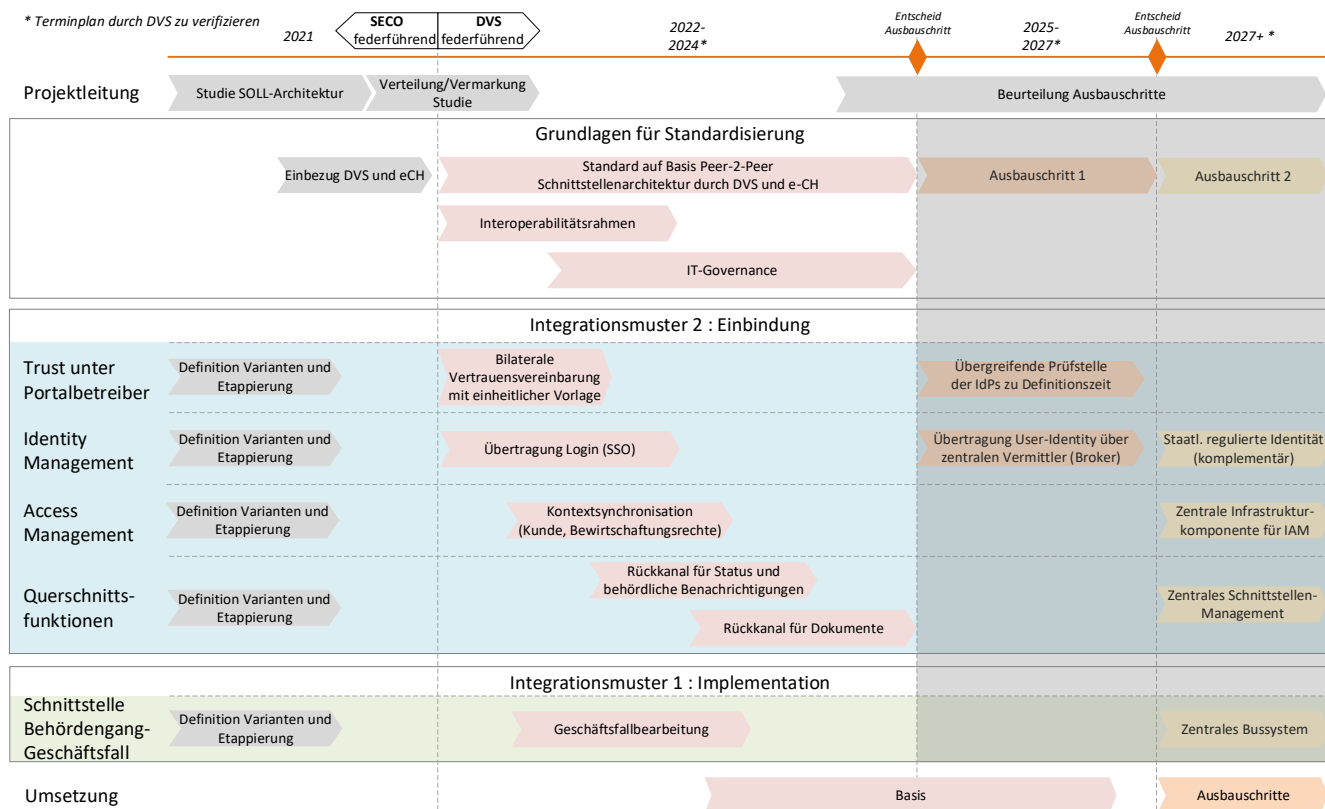 * Terminplan durch DVS zu verifizieren
2021
SECO
federführend
DVS
federführend
2022-
2024*
Entscheid
Ausbauschritt
2025-
2027*
Entscheid
Ausbauschritt
2027+ *
Projektleitung
Studie SOLL-Architektur
Verteilung/Vermarkung
Studie
Beurteilung Ausbauschritte
Grundlagen für Standardisierung
Einbezug DVS und eCH
Standard auf Basis Peer-2-Peer
Schnittstellenarchitektur durch DVS und e-CH
Ausbauschritt 1
Ausbauschritt 2
Interoperabilitätsrahmen
IT-Governance
Integrationsmuster 2 : Einbindung
Trust unter
Portalbetreiber
Definition Varianten und
Etappierung
Bilaterale
Vertrauensvereinbarung
mit einheitlicher Vorlage
Übergreifende Prüfstelle
der IdPs zu Definitionszeit
Identity
Management
Definition Varianten und
Etappierung
Übertragung Login (SSO)
Übertragung User-Identity über
zentralen Vermittler (Broker)
Staatl. regulierte Identität
(komplementär)
Access
Management
Definition Varianten und
Etappierung
Kontextsynchronisation
(Kunde, Bewirtschaftungsrechte)
Zentrale Infrastruktur-
komponente für IAM
Querschnitts-
funktionen
Definition Varianten und
Etappierung
Rückkanal für Status und
behördliche Benachrichtigungen
Rückkanal für Dokumente
Zentrales Schnittstellen-
Management
Integrationsmuster 1 : Implementation
Schnittstelle
Behördengang-
Geschäftsfall
Definition Varianten und
Etappierung
Geschäftsfallbearbeitung
Zentrales Bussystem
Umsetzung
Basis
Ausbauschritte